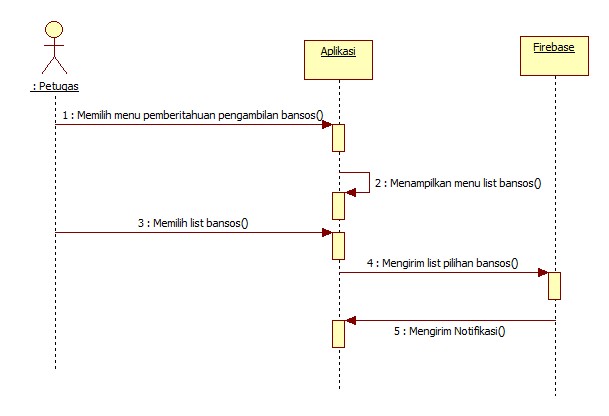 Aplikasi
Firebase
: Petugas
1 : Memilih menu pemberitahuan pengambilan bansos()
2 : Menampilkan menu list bansos()
3 : Memilih list bansos()
4 : Mengirim list pilihan bansos()
5 : Mengirim Notifikasi()